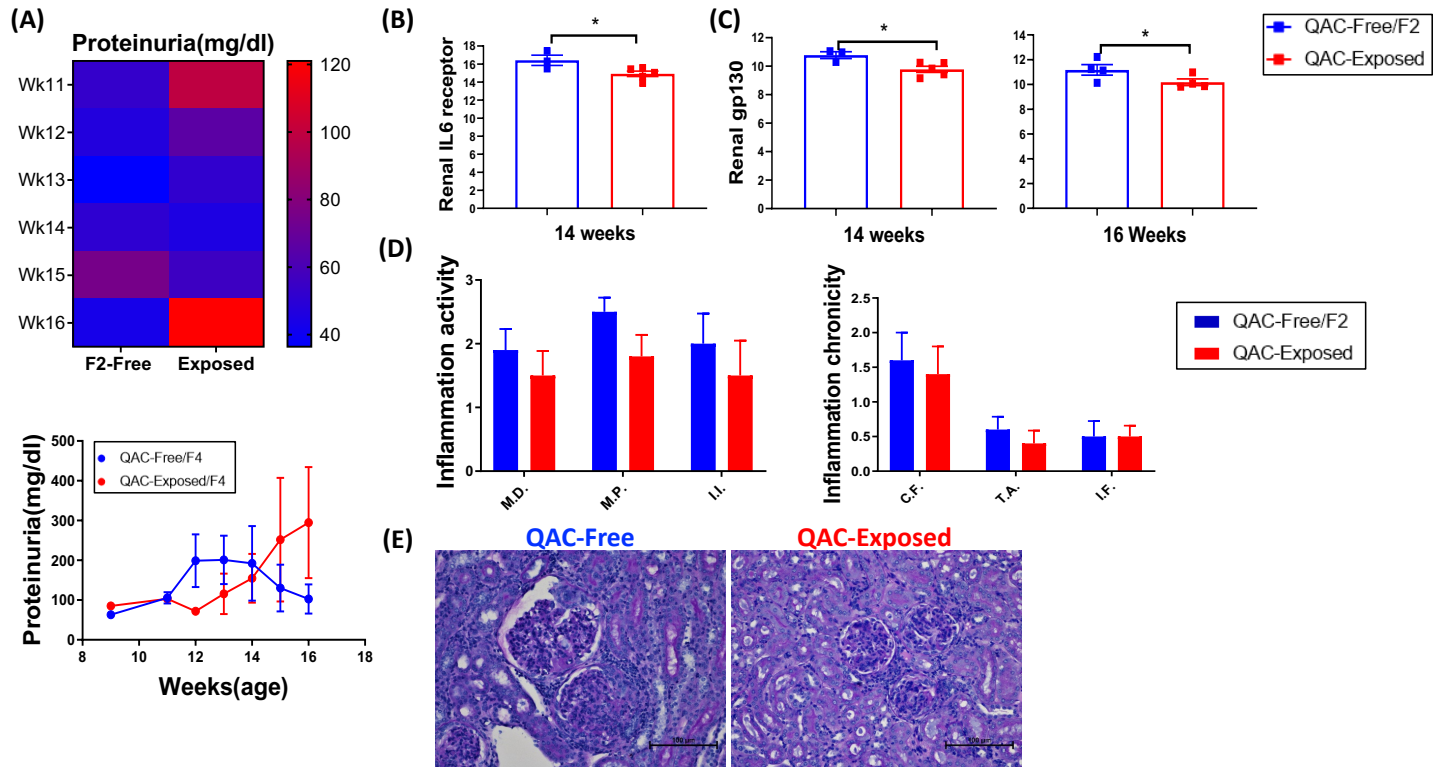 (A)
Proteinuria(mg/dl)
Wk11
Wk12
Wk13
Wk14
Wk15
Wk16
F2-Free Exposed
120
100
80
60
40
Proteinuria(mg/dl)
500
400
300
200
100
0
QAC-Free/F4
QAC-Exposed/F4
8 10 12 14 16 18
Weeks(age)
(B)
Renal IL6 receptor
18
16
14
12
10
8
6
4
2
0
*
14 weeks
(C)
Renal gp130
12
10
8
6
4
2
0
*
14 weeks
14
12
10
8
6
4
2
0
*
16 Weeks
QAC-Free/F2
QAC-Exposed
(D)
Inflammation activity
3
2
1
0
M.D. M.P. I.I.
Inflammation chronicity
2.5
2.0
1.5
1.0
0.5
0.0
C.F. T.A. I.F.
QAC-Free/F2
QAC-Exposed
(E)
QAC-Free
QAC-Exposed
100 µm
100 µm